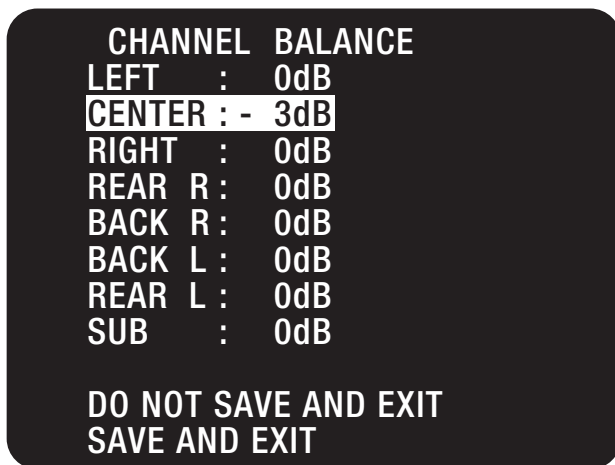 CHANNEL BALANCE
LEFT : 0dB
CENTER : - 3dB
RIGHT : 0dB
REAR R : 0dB
BACK R : 0dB
BACK L : 0dB
REAR L : 0dB
SUB : 0dB
DO NOT SAVE AND EXIT
SAVE AND EXIT